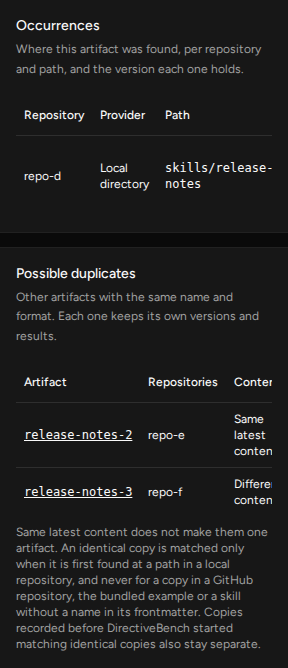 Occurrences
Where this artifact was found, per repository
and path, and the version each one holds.
Repository Provider Path
repo-d Local directory skills/release-notes
Possible duplicates
Other artifacts with the same name and
format. Each one keeps its own versions and
results.
Artifact Repositories Conter
release-notes-2 repo-e Same latest conten
release-notes-3 repo-f Differe conten
Same latest content does not make them one
artifact. An identical copy is matched only
when it is first found at a path in a local
repository, and never for a copy in a GitHub
repository, the bundled example or a skill
without a name in its frontmatter. Copies
recorded before DirectiveBench started
matching identical copies also stay separate.